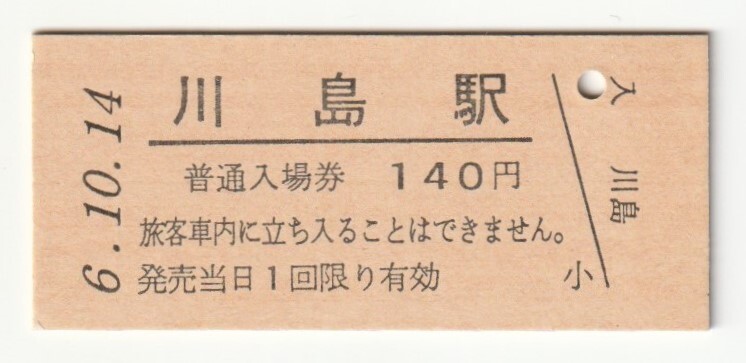 6.10.14
川島駅
普通入場券 140円
旅客車内に立ち入ることはできません。
発売当日1回限り有効
小
入 川島